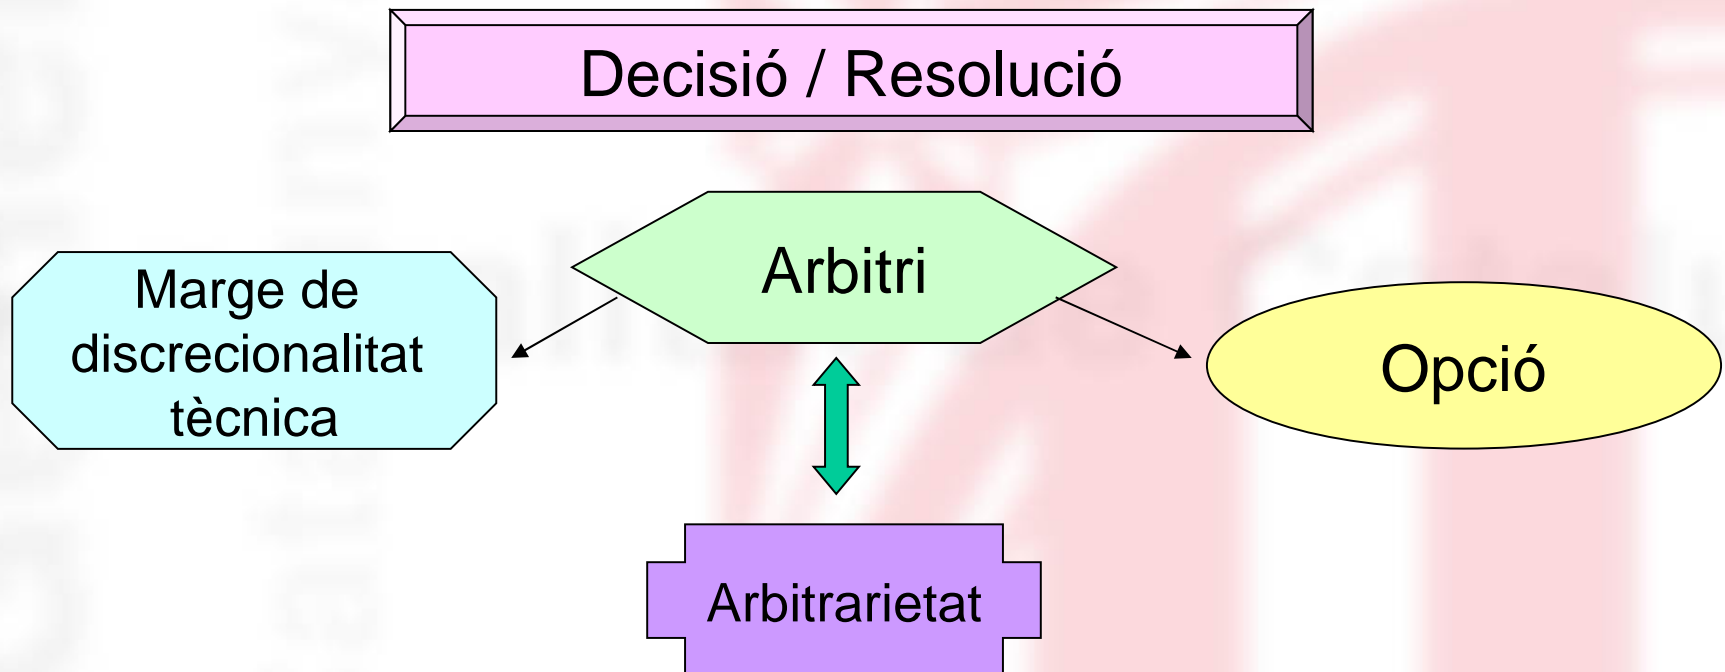 Decisió / Resolució
Arbitri
Marge de
discrecionalitat
tècnica
Opció
Arbitrarietat